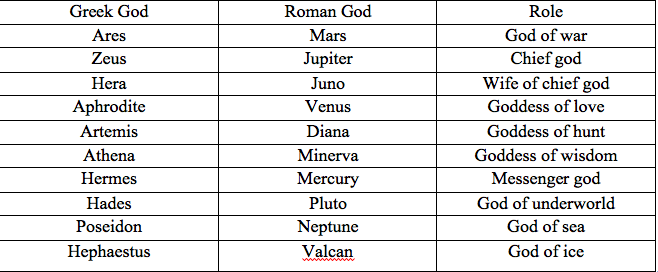 Greek God Roman God Role
Ares Mars God of war
Zeus Jupiter Chief god
Hera Juno Wife of chief god
Aphrodite Venus Goddess of love
Artemis Diana Goddess of hunt
Athena Minerva Goddess of wisdom
Hermes Mercury Messenger god
Hades Pluto God of underworld
Poseidon Neptune God of sea
Hephaestus Valcan God of ice